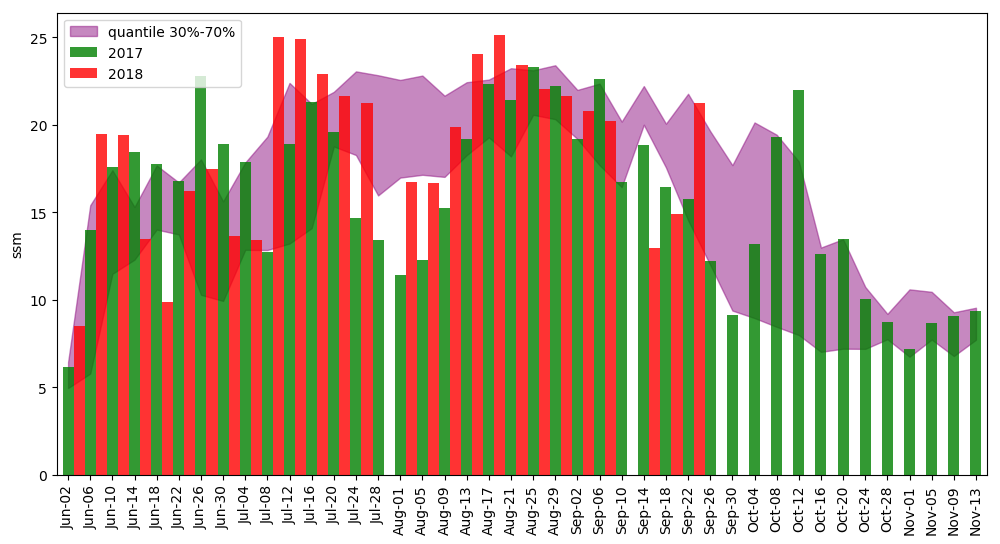 quantile 30%-70%
2017
2018
ssm
25
20
15
10
5
0
Jun-02
Jun-06
Jun-10
Jun-14
Jun-18
Jun-22
Jun-26
Jun-30
Jul-04
Jul-08
Jul-12
Jul-16
Jul-20
Jul-24
Jul-28
Aug-01
Aug-05
Aug-09
Aug-13
Aug-17
Aug-21
Aug-25
Aug-29
Sep-02
Sep-06
Sep-10
Sep-14
Sep-18
Sep-22
Sep-26
Sep-30
Oct-04
Oct-08
Oct-12
Oct-16
Oct-20
Oct-24
Oct-28
Nov-01
Nov-05
Nov-09
Nov-13